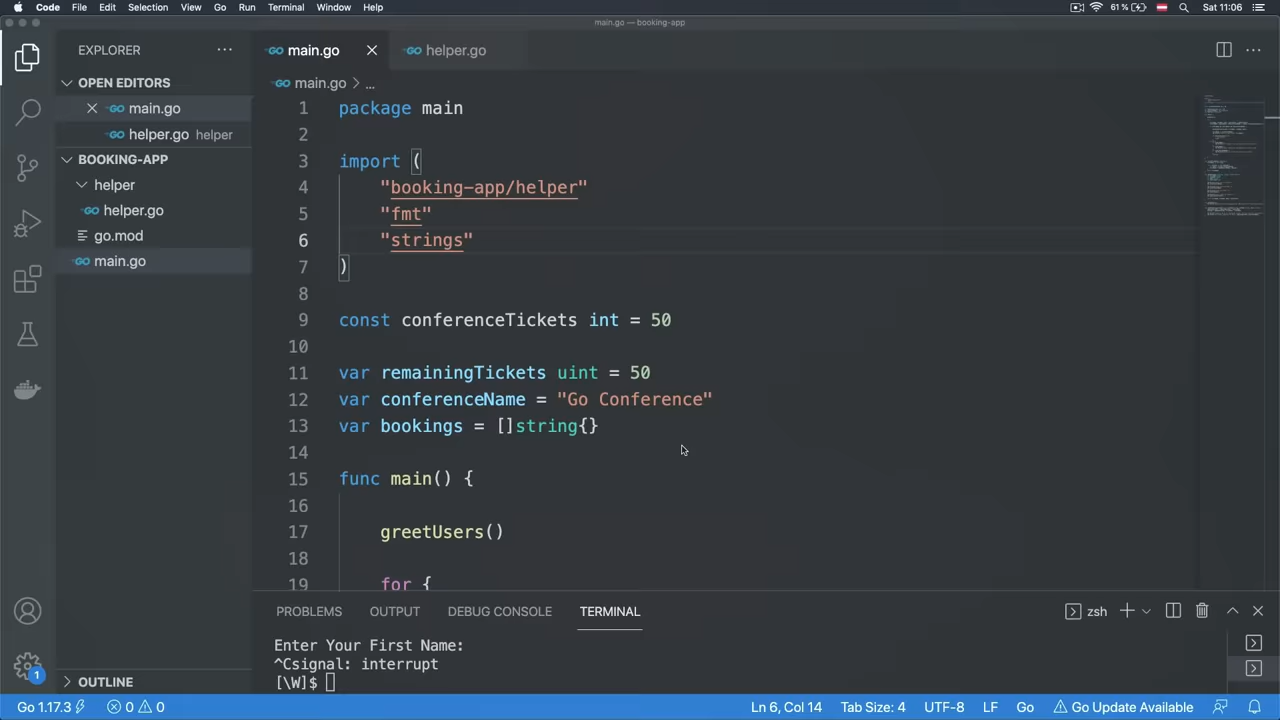 Code File Edit Selection View Go Run Terminal Window Help 61% Sat 11:06
main.go — booking-app
EXPLORER ···
OPEN EDITORS
main.go
helper.go helper
BOOKING-APP
helper
helper.go
go.mod
main.go
OUTLINE
main.go helper.go
main.go > ...
1 package main
2
3 import (
4 "booking-app/helper"
5 "fmt"
6 "strings"
7 )
8
9 const conferenceTickets int = 50
10
11 var remainingTickets uint = 50
12 var conferenceName = "Go Conference"
13 var bookings = []string{}
14
15 func main() {
16
17 greetUsers()
18
19 for {
PROBLEMS OUTPUT DEBUG CONSOLE TERMINAL zsh
Enter Your First Name:
^Csignal: interrupt
[\W]$
1
Go 1.17.3 0 0 Ln 6, Col 14 Tab Size: 4 UTF-8 LF Go Go Update Available